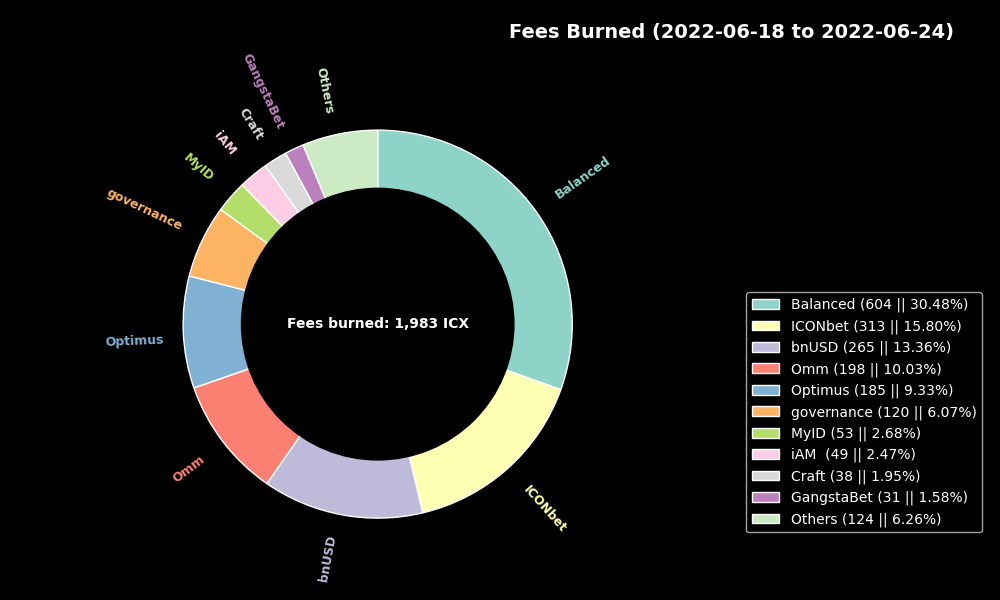 Fees Burned (2022-06-18 to 2022-06-24)
Others
GangstaBet
Craft
iAM
MyID
governance
Optimus
Omm
bnUSD
ICONbet
Balanced
Fees burned: 1,983 ICX
Balanced (604 || 30.48%)
ICONbet (313 || 15.80%)
bnUSD (265 || 13.36%)
Omm (198 || 10.03%)
Optimus (185 || 9.33%)
governance (120 || 6.07%)
MyID (53 || 2.68%)
iAM  (49 || 2.47%)
Craft (38 || 1.95%)
GangstaBet (31 || 1.58%)
Others (124 || 6.26%)